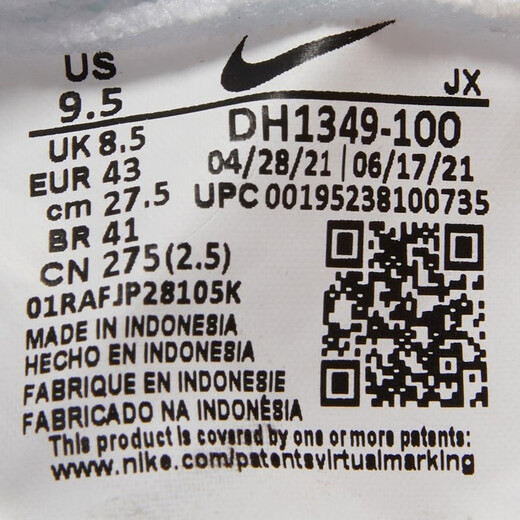 US
9.5
JX
UK 8.5
EUR 43
cm 27.5
BR 41
CN 275(2.5)
DH1349-100
04/28/21 | 06/17/21
UPC 00195238100735
01RAFJP28105K
MADE IN INDONESIA
HECHO EN INDONESIA
FABRIQUE EN INDONESIE
FABRICADO NA INDONÉSIA
This product is covered by one or more patents:
www.nike.com/patentsvirtualmarking